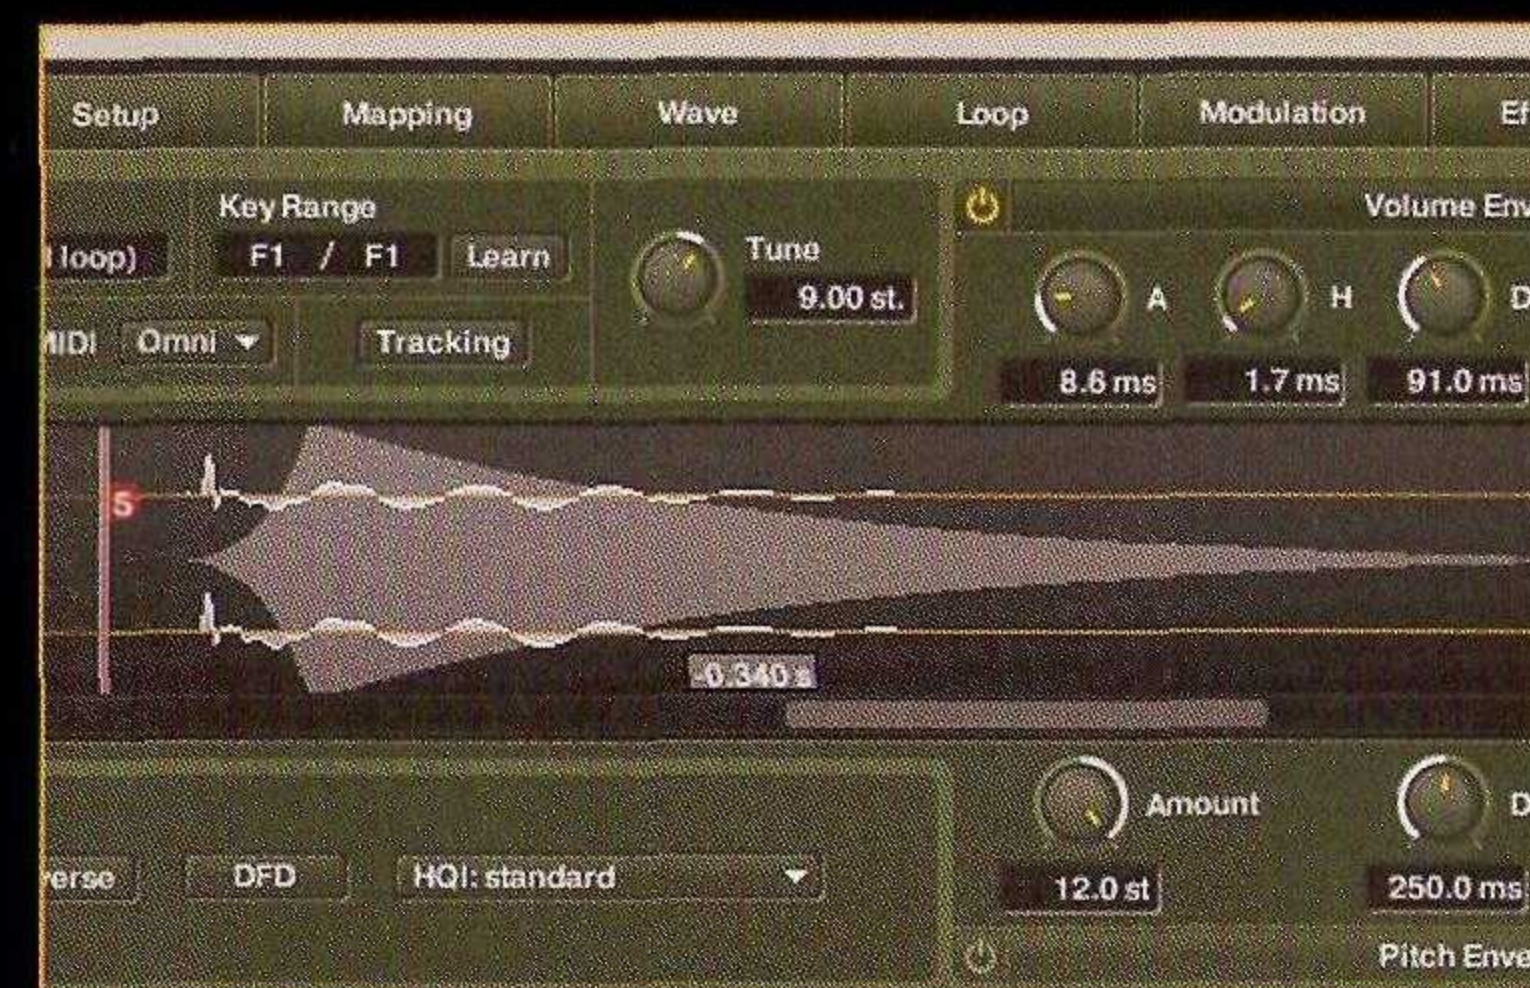 Setup Mapping Wave Loop Modulation Ef
Key Range
loop) F1 / F1 Learn
Tune
9.00 st.
Volume Env
A H D
MIDI Omni Tracking
8.6 ms 1.7 ms 91.0 ms
S
-0.340 s
Amount D
erse DFD HQI: standard
12.0 st 250.0 ms
Pitch Enve